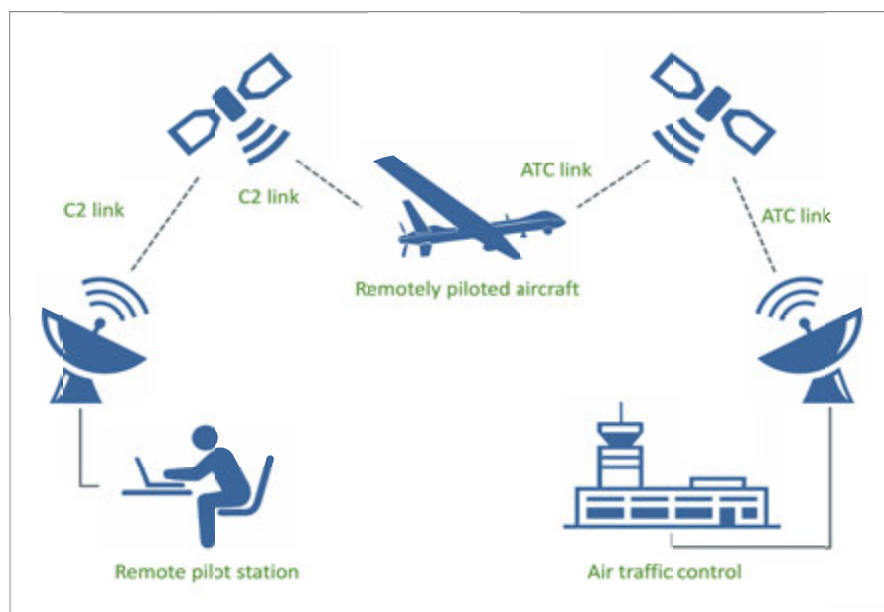 ATC link
C2 link
C2 link
ATC link
Remotely piloted aircraft
Remote pilot station
Air traffic control